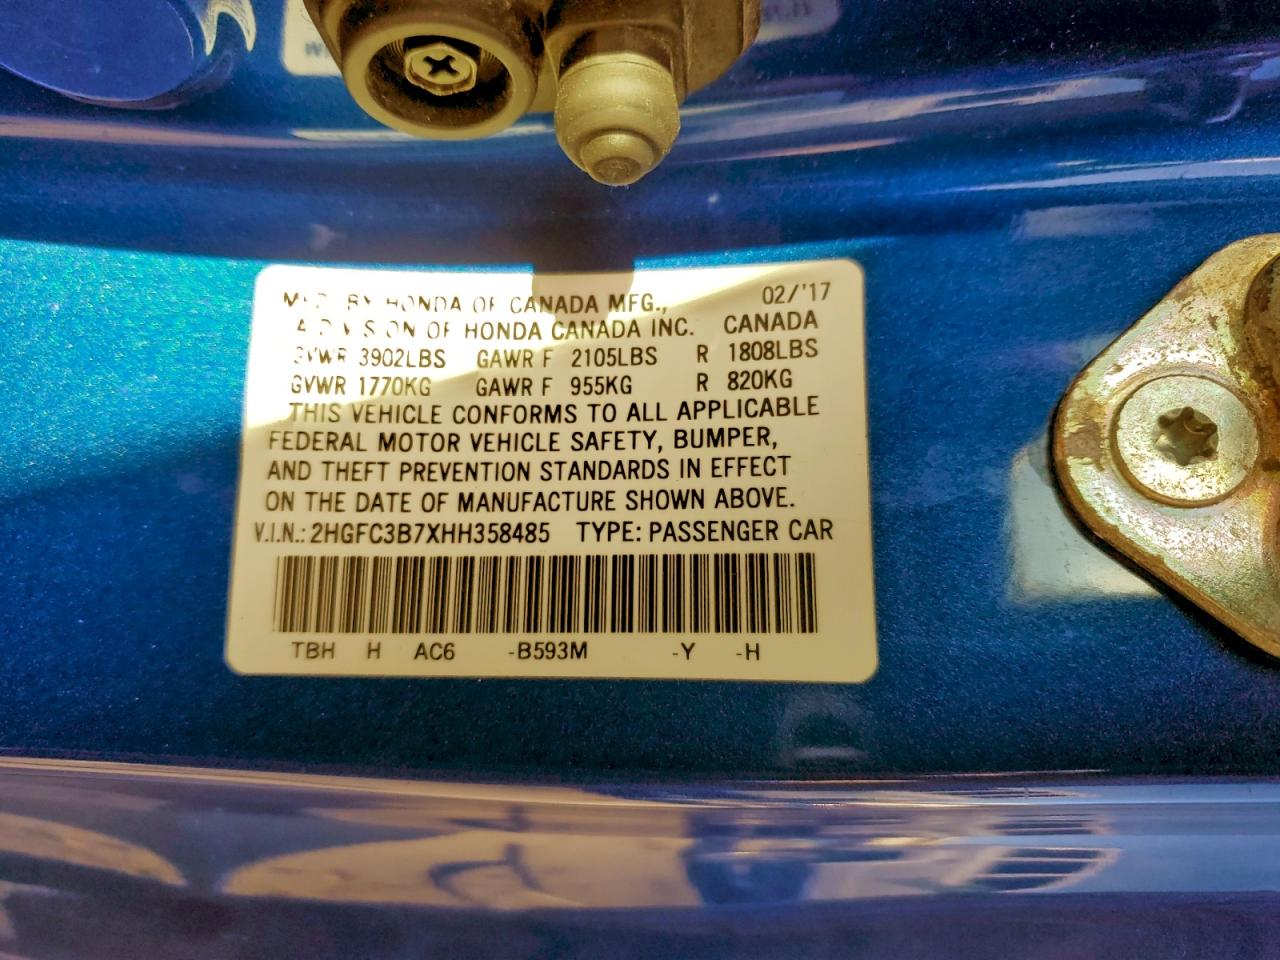 MFD. BY HONDA OF CANADA MFG., 02/'17
A DIVISION OF HONDA CANADA INC. CANADA
GVWR 3902LBS GAWR F 2105LBS R 1808LBS
GVWR 1770KG GAWR F 955KG R 820KG
THIS VEHICLE CONFORMS TO ALL APPLICABLE
FEDERAL MOTOR VEHICLE SAFETY, BUMPER,
AND THEFT PREVENTION STANDARDS IN EFFECT
ON THE DATE OF MANUFACTURE SHOWN ABOVE.
V.I.N.: 2HGFC3B7XHH358485 TYPE: PASSENGER CAR
TBH H AC6 -B593M -Y -H